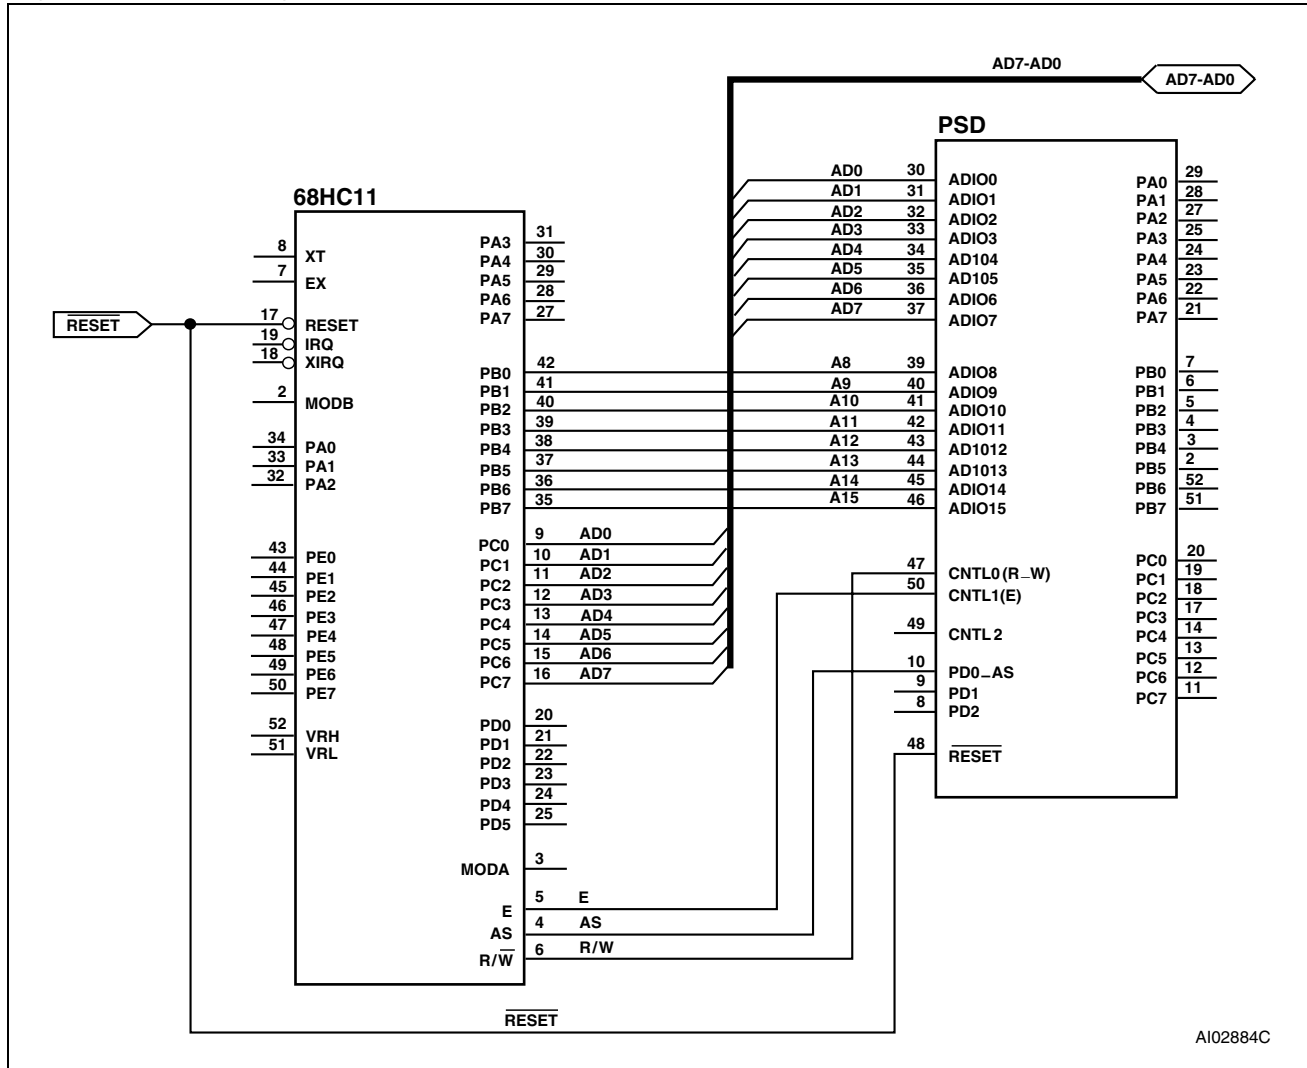 AD7-AD0
AD7-AD0
PSD
68HC11
RESET
8 XT
7 EX
17 RESET
19 IRQ
18 XIRQ
2 MODB
34 PA0
33 PA1
32 PA2
43 PE0
44 PE1
45 PE2
46 PE3
47 PE4
48 PE5
49 PE6
50 PE7
52 VRH
51 VRL
PA3 31
PA4 30
PA5 29
PA6 28
PA7 27
PB0 42
PB1 41
PB2 40
PB3 39
PB4 38
PB5 37
PB6 36
PB7 35
PC0 9 AD0
PC1 10 AD1
PC2 11 AD2
PC3 12 AD3
PC4 13 AD4
PC5 14 AD5
PC6 15 AD6
PC7 16 AD7
PD0 20
PD1 21
PD2 22
PD3 23
PD4 24
PD5 25
MODA 3
E 5 E
AS 4 AS
R/W 6 R/W
RESET
AD0 30 ADIO0
AD1 31 ADIO1
AD2 32 ADIO2
AD3 33 ADIO3
AD4 34 AD104
AD5 35 AD105
AD6 36 ADIO6
AD7 37 ADIO7
A8 39 ADIO8
A9 40 ADIO9
A10 41 ADIO10
A11 42 ADIO11
A12 43 AD1012
A13 44 AD1013
A14 45 ADIO14
A15 46 ADIO15
47 CNTL0(R_W)
50 CNTL1(E)
49 CNTL 2
10 PD0_AS
9 PD1
8 PD2
48 RESET
PA0 29
PA1 28
PA2 27
PA3 25
PA4 24
PA5 23
PA6 22
PA7 21
PB0 7
PB1 6
PB2 5
PB3 4
PB4 3
PB5 2
PB6 52
PB7 51
PC0 20
PC1 19
PC2 18
PC3 17
PC4 14
PC5 13
PC6 12
PC7 11
AI02884C